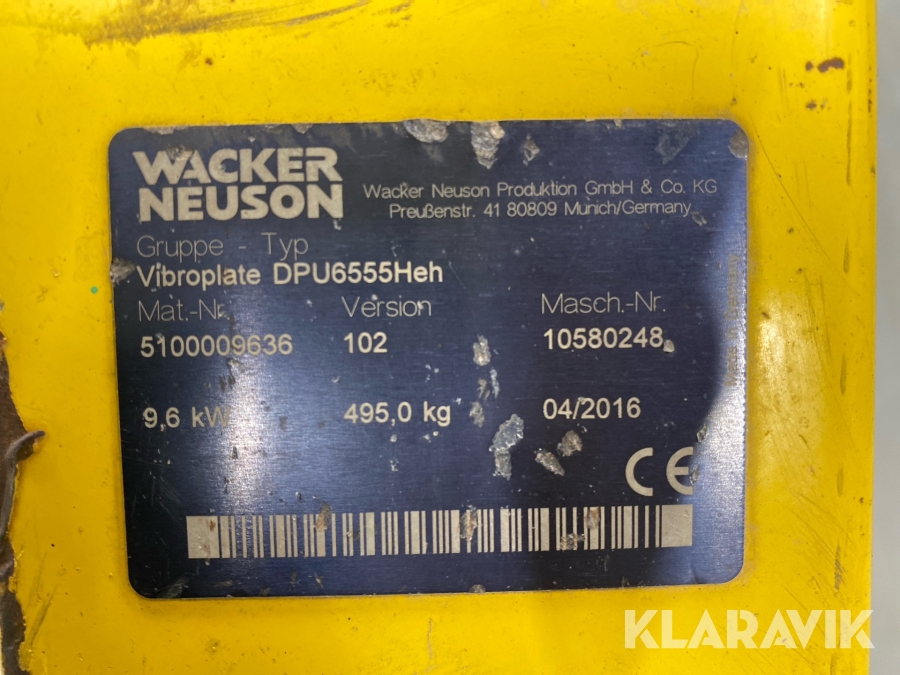 WACKER
NEUSON
Wacker Neuson Produktion GmbH & Co. KG
Preußenstr. 41 80809 Munich/Germany
Gruppe - Typ
Vibroplate DPU6555Heh
Mat.-Nr. Version Masch.-Nr.
5100009636 102 10580248
9,6 kW 495,0 kg 04/2016
CE
KLARAVIK